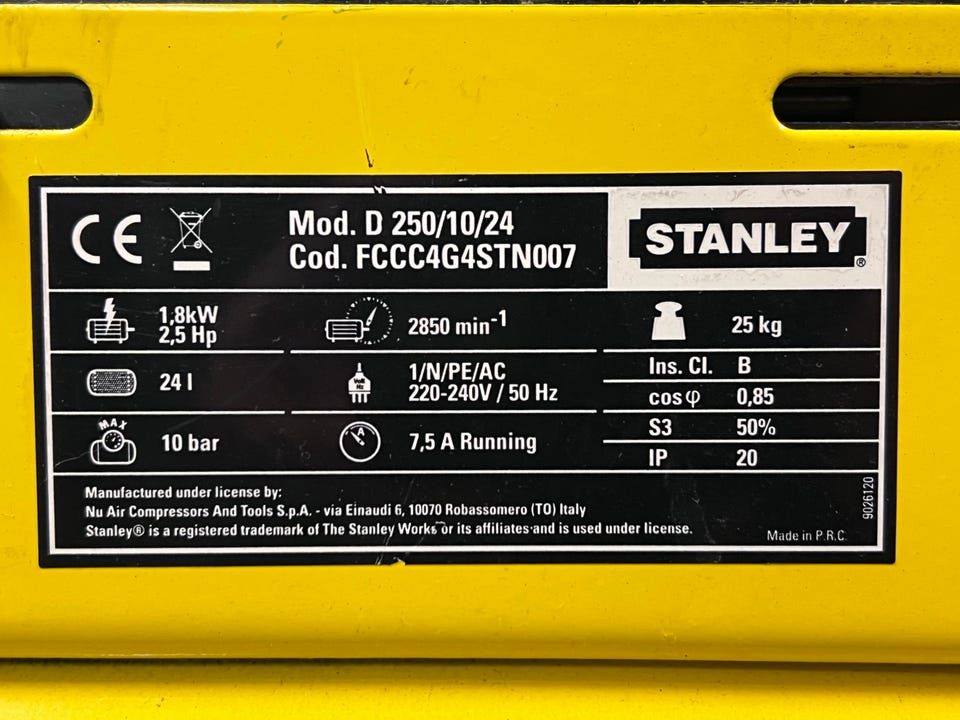 CE
Mod. D 250/10/24
Cod. FCCC4G4STN007
STANLEY®
1,8kW
2,5 Hp
2850 min-1
25 kg
24 l
Volt
Hz
1/N/PE/AC
220-240V / 50 Hz
Ins. Cl. B
cosφ 0,85
MAX
10 bar
A
7,5 A Running
S3 50%
IP 20
Manufactured under license by:
Nu Air Compressors And Tools S.p.A. - via Einaudi 6, 10070 Robassomero (TO) Italy
Stanley® is a registered trademark of The Stanley Works or its affiliates and is used under license.
Made in P.R.C.
9026120